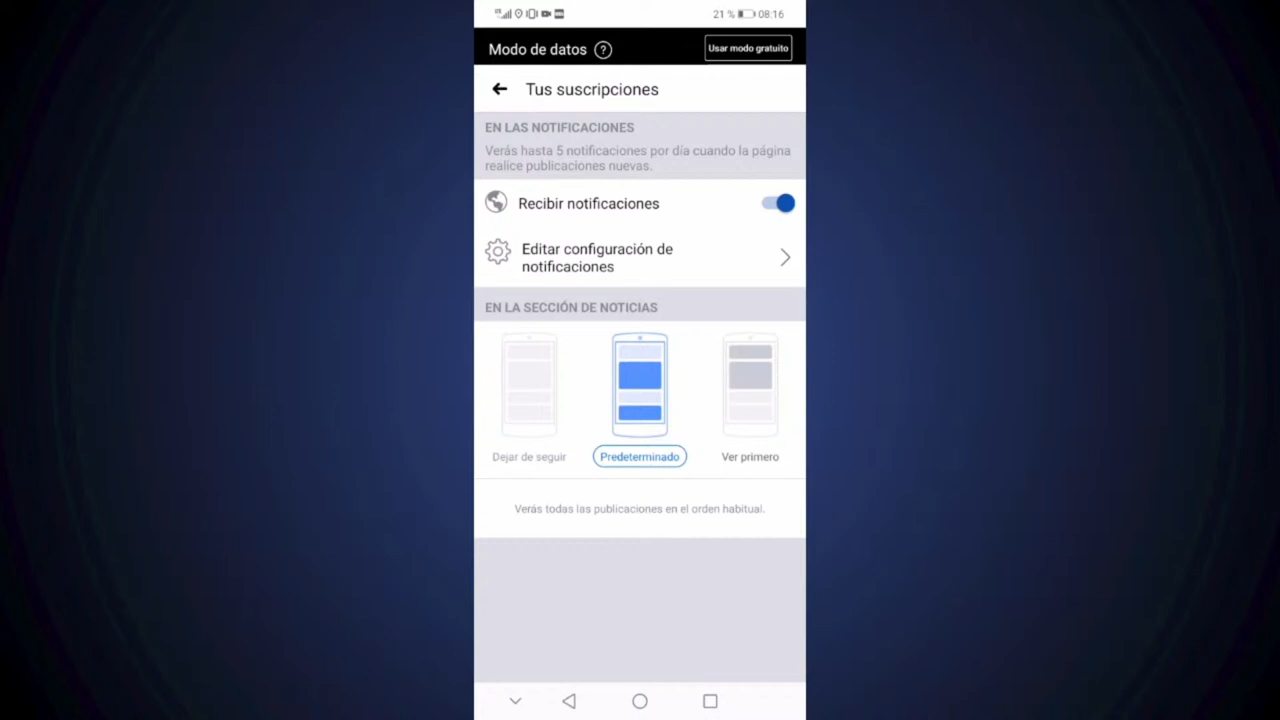 21 % 08:16
Modo de datos ? Usar modo gratuito
Tus suscripciones
EN LAS NOTIFICACIONES
Verás hasta 5 notificaciones por día cuando la página
realice publicaciones nuevas.
Recibir notificaciones
Editar configuración de
notificaciones
EN LA SECCIÓN DE NOTICIAS
Dejar de seguir Predeterminado Ver primero
Verás todas las publicaciones en el orden habitual.